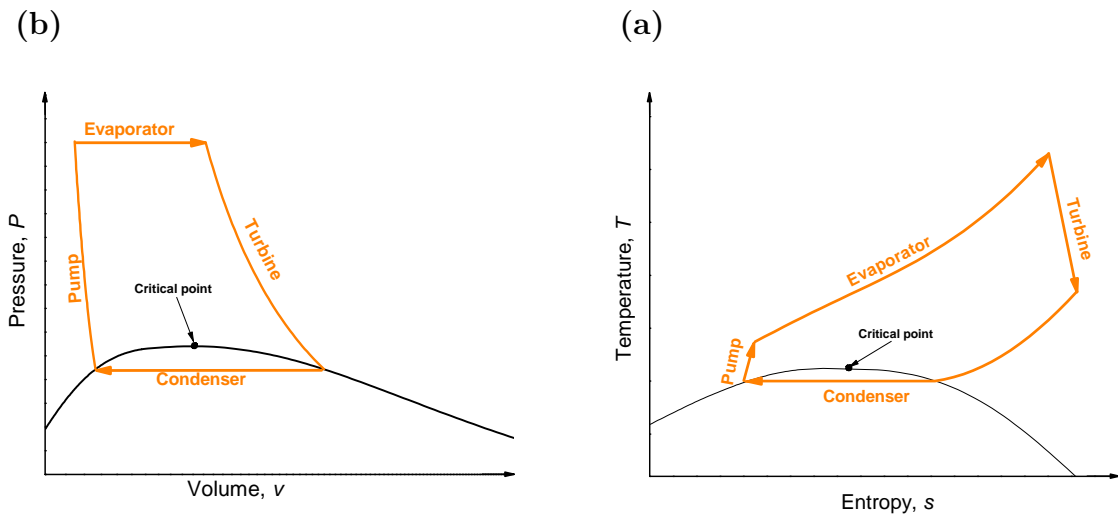 (b)
Evaporator
Pressure, P
Pump
Turbine
Critical point
Condenser
Volume, v
(a)
Temperature, T
Evaporator
Turbine
Pump
Critical point
Condenser
Entropy, s